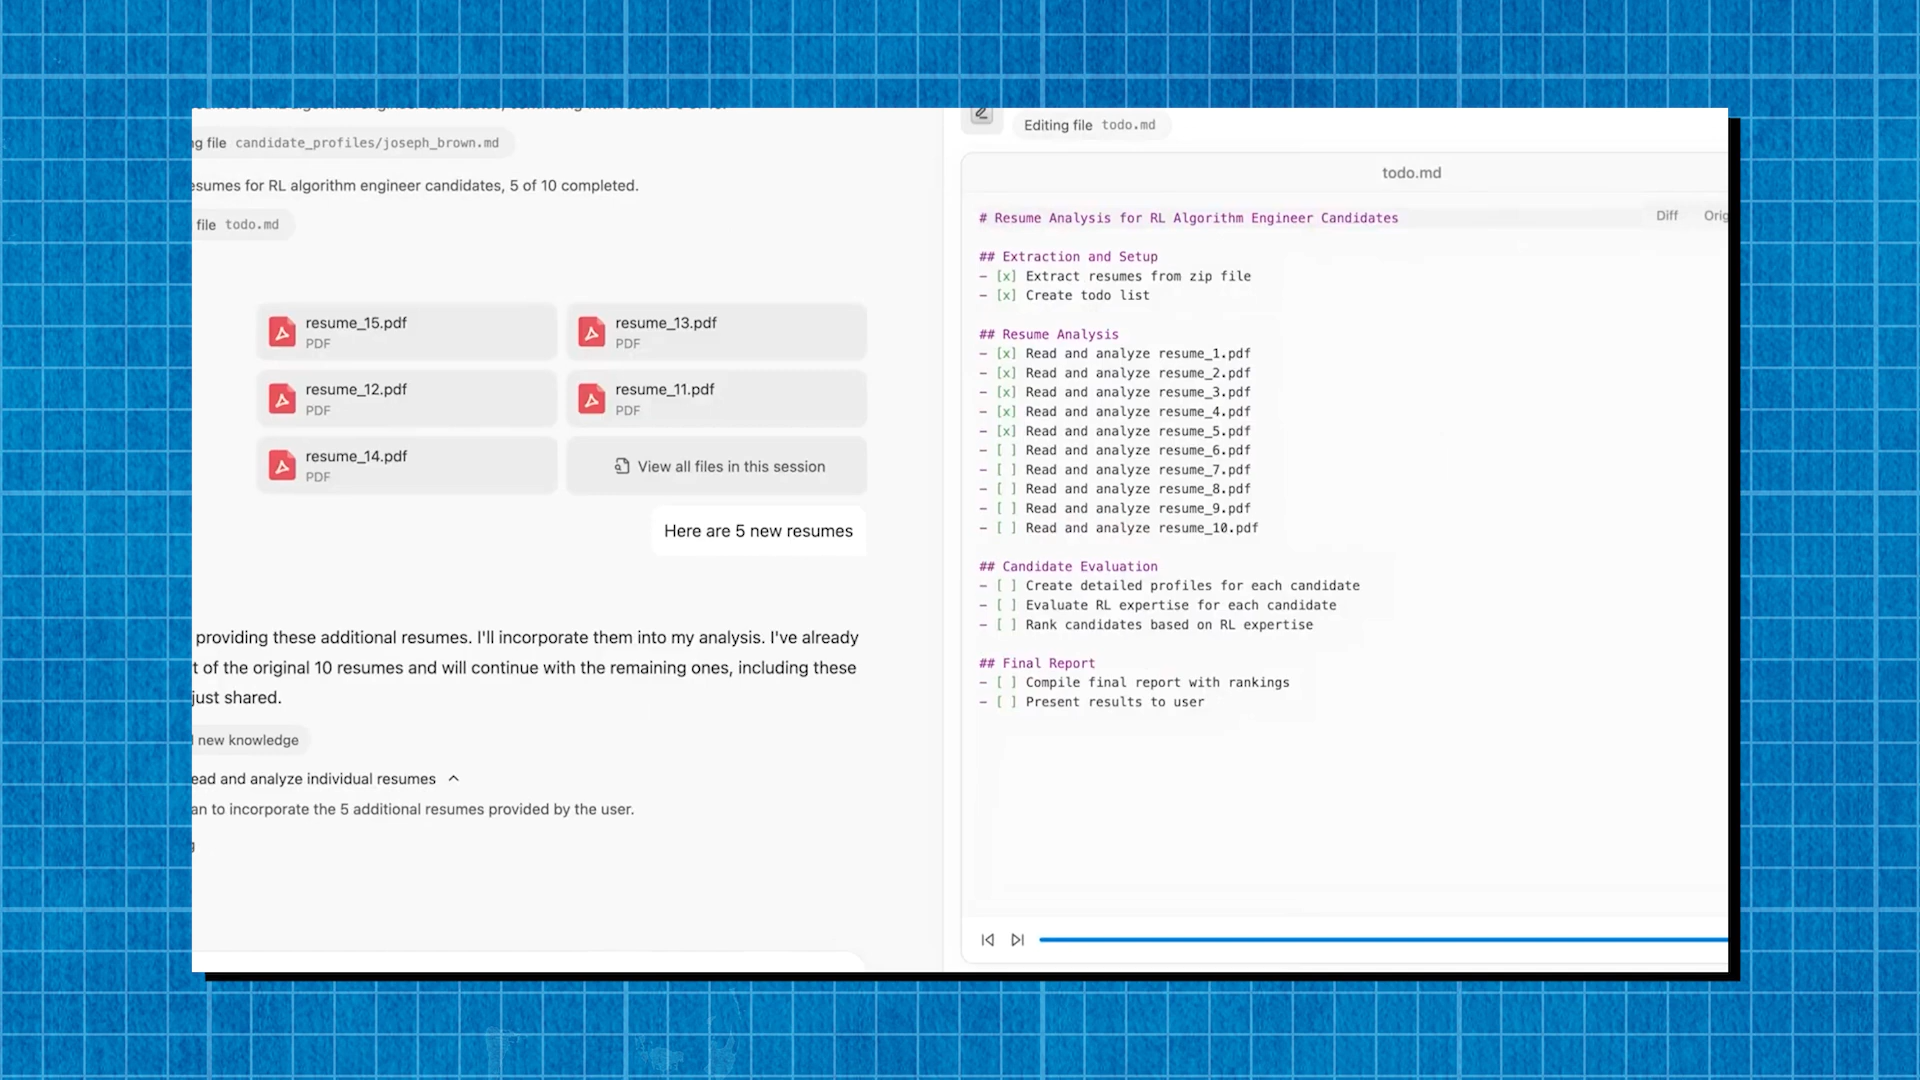 ng file candidate_profiles/joseph_brown.md
esumes for RL algorithm engineer candidates, 5 of 10 completed.
file todo.md
resume_15.pdf
PDF
resume_13.pdf
PDF
resume_12.pdf
PDF
resume_11.pdf
PDF
resume_14.pdf
PDF
View all files in this session
Here are 5 new resumes
providing these additional resumes. I'll incorporate them into my analysis. I've already
t of the original 10 resumes and will continue with the remaining ones, including these
just shared.
new knowledge
ead and analyze individual resumes
an to incorporate the 5 additional resumes provided by the user.
g
Editing file todo.md
todo.md
Diff Orig
# Resume Analysis for RL Algorithm Engineer Candidates
## Extraction and Setup
- [x] Extract resumes from zip file
- [x] Create todo list
## Resume Analysis
- [x] Read and analyze resume_1.pdf
- [x] Read and analyze resume_2.pdf
- [x] Read and analyze resume_3.pdf
- [x] Read and analyze resume_4.pdf
- [x] Read and analyze resume_5.pdf
- [ ] Read and analyze resume_6.pdf
- [ ] Read and analyze resume_7.pdf
- [ ] Read and analyze resume_8.pdf
- [ ] Read and analyze resume_9.pdf
- [ ] Read and analyze resume_10.pdf
## Candidate Evaluation
- [ ] Create detailed profiles for each candidate
- [ ] Evaluate RL expertise for each candidate
- [ ] Rank candidates based on RL expertise
## Final Report
- [ ] Compile final report with rankings
- [ ] Present results to user